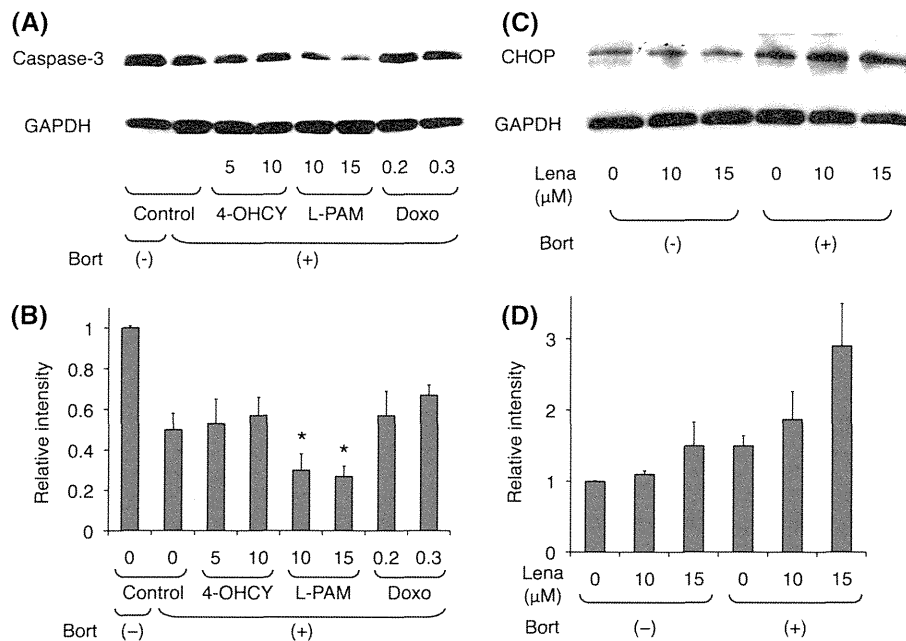 (A)
Caspase-3
GAPDH
5 10 10 15 0.2 0.3
Control 4-OHCY L-PAM Doxo
Bort (-) (+)
(B)
Relative intensity
1
0.8
0.6
0.4
0.2
0
* *
0 0 5 10 10 15 0.2 0.3
Control 4-OHCY L-PAM Doxo
Bort (–) (+)
(C)
CHOP
GAPDH
Lena 0 10 15 0 10 15
(μM)
Bort (-) (+)
(D)
Relative intensity
3
2
1
0
Lena 0 10 15 0 10 15
(μM)
Bort (–) (+)